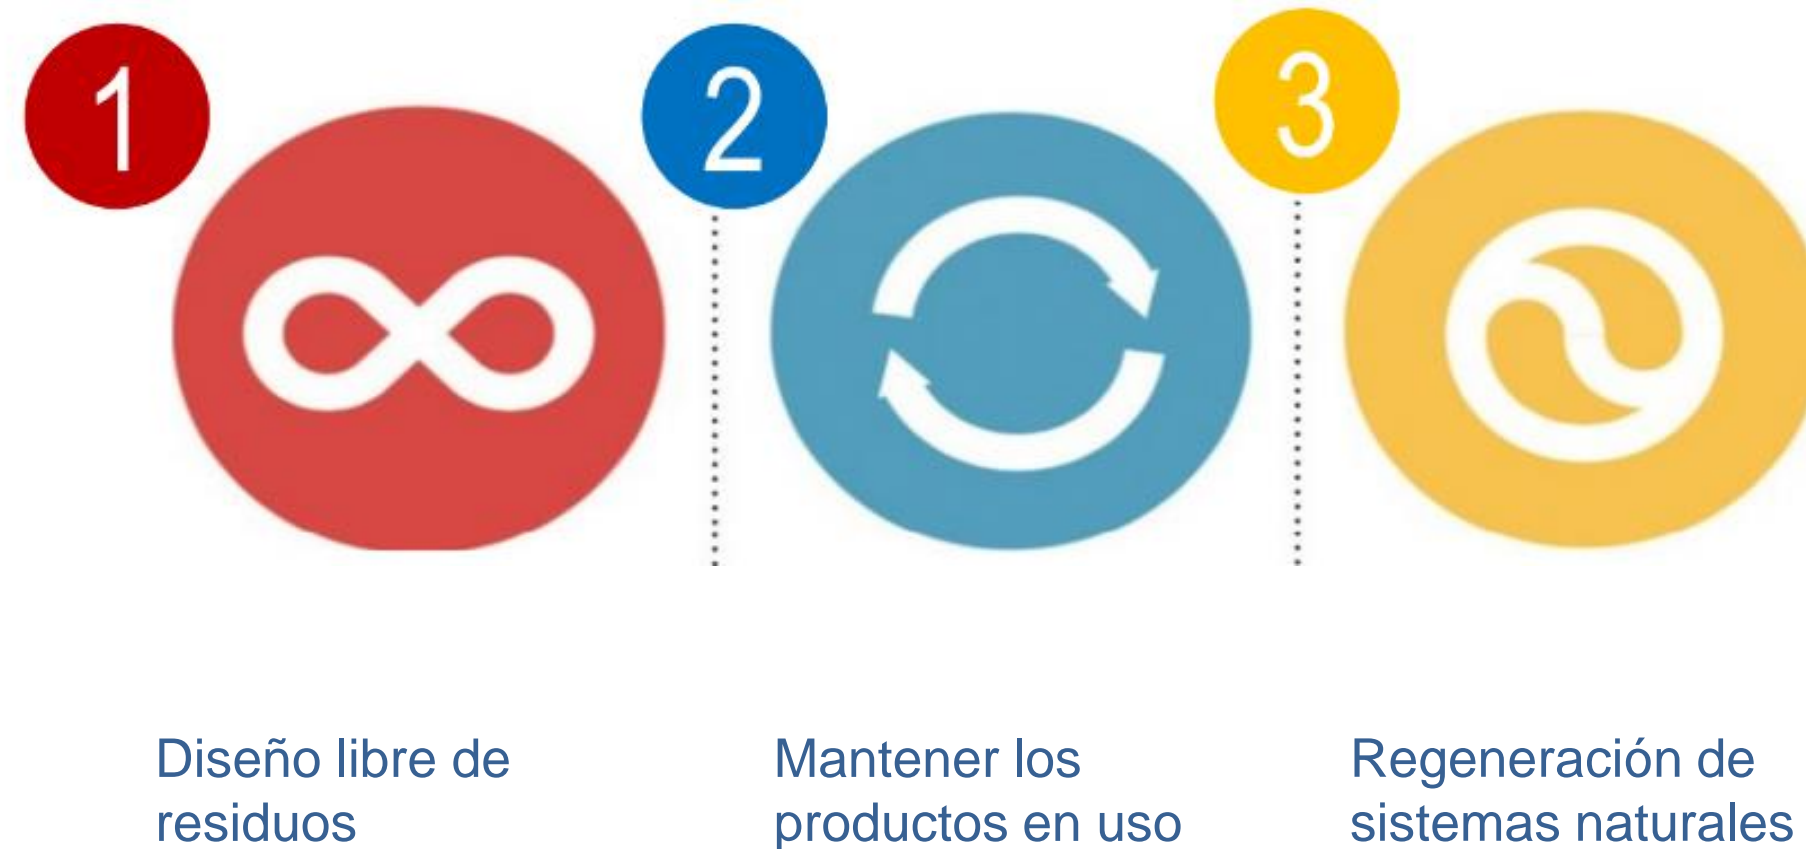 1
2
3
Diseño libre de
residuos
Mantener los
productos en uso
Regeneración de
sistemas naturales